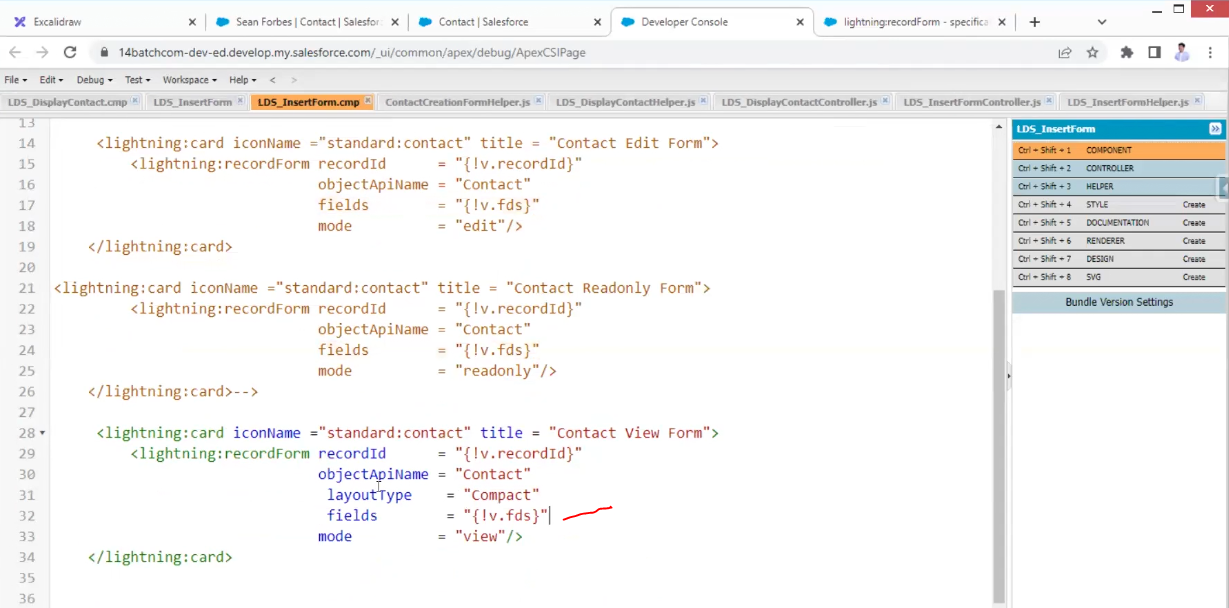 Excalidraw
Sean Forbes | Contact | Salesfor
Contact | Salesforce
Developer Console
lightning:recordForm - specifica
14batchcom-dev-ed.develop.my.salesforce.com/_ui/common/apex/debug/ApexCSIPage
File Edit Debug Test Workspace Help < >
LDS_DisplayContact.cmp LDS_InsertForm LDS_InsertForm.cmp ContactCreationFormHelper.js LDS_DisplayContactHelper.js LDS_DisplayContactController.js LDS_InsertFormController.js LDS_InsertFormHelper.js
13
14 <lightning:card iconName ="standard:contact" title = "Contact Edit Form">
15 <lightning:recordForm recordId = "{!v.recordId}"
16 objectApiName = "Contact"
17 fields = "{!v.fds}"
18 mode = "edit"/>
19 </lightning:card>
20
21 <lightning:card iconName ="standard:contact" title = "Contact Readonly Form">
22 <lightning:recordForm recordId = "{!v.recordId}"
23 objectApiName = "Contact"
24 fields = "{!v.fds}"
25 mode = "readonly"/>
26 </lightning:card>-->
27
28 <lightning:card iconName ="standard:contact" title = "Contact View Form">
29 <lightning:recordForm recordId = "{!v.recordId}"
30 objectApiName = "Contact"
31 layoutType = "Compact"
32 fields = "{!v.fds}"
33 mode = "view"/>
34 </lightning:card>
35
36
LDS_InsertForm
Ctrl + Shift + 1 COMPONENT
Ctrl + Shift + 2 CONTROLLER
Ctrl + Shift + 3 HELPER
Ctrl + Shift + 4 STYLE Create
Ctrl + Shift + 5 DOCUMENTATION Create
Ctrl + Shift + 6 RENDERER Create
Ctrl + Shift + 7 DESIGN Create
Ctrl + Shift + 8 SVG Create
Bundle Version Settings